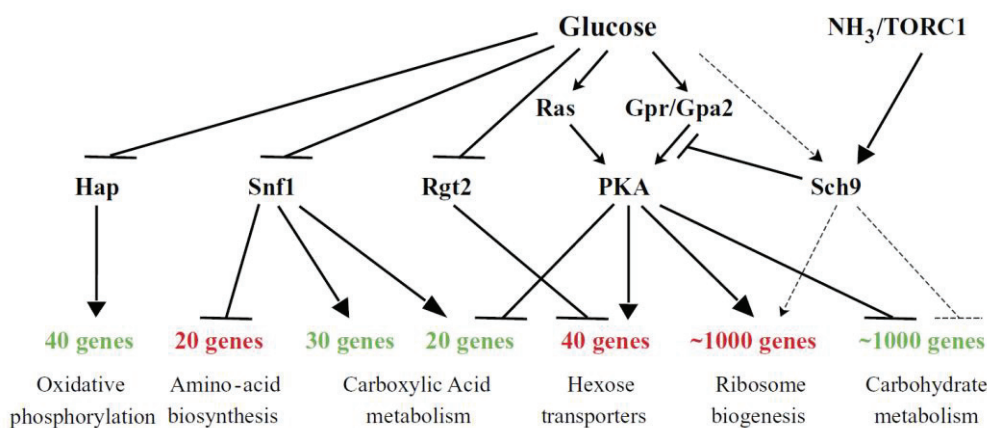 Glucose NH3/TORC1
Ras Gpr/Gpa2
Hap Snf1 Rgt2 PKA Sch9
40 genes 20 genes 30 genes 20 genes 40 genes ~1000 genes ~1000 genes
Oxidative Amino-acid Carboxylic Acid Hexose Ribosome Carbohydrate
phosphorylation biosynthesis metabolism transporters biogenesis metabolism